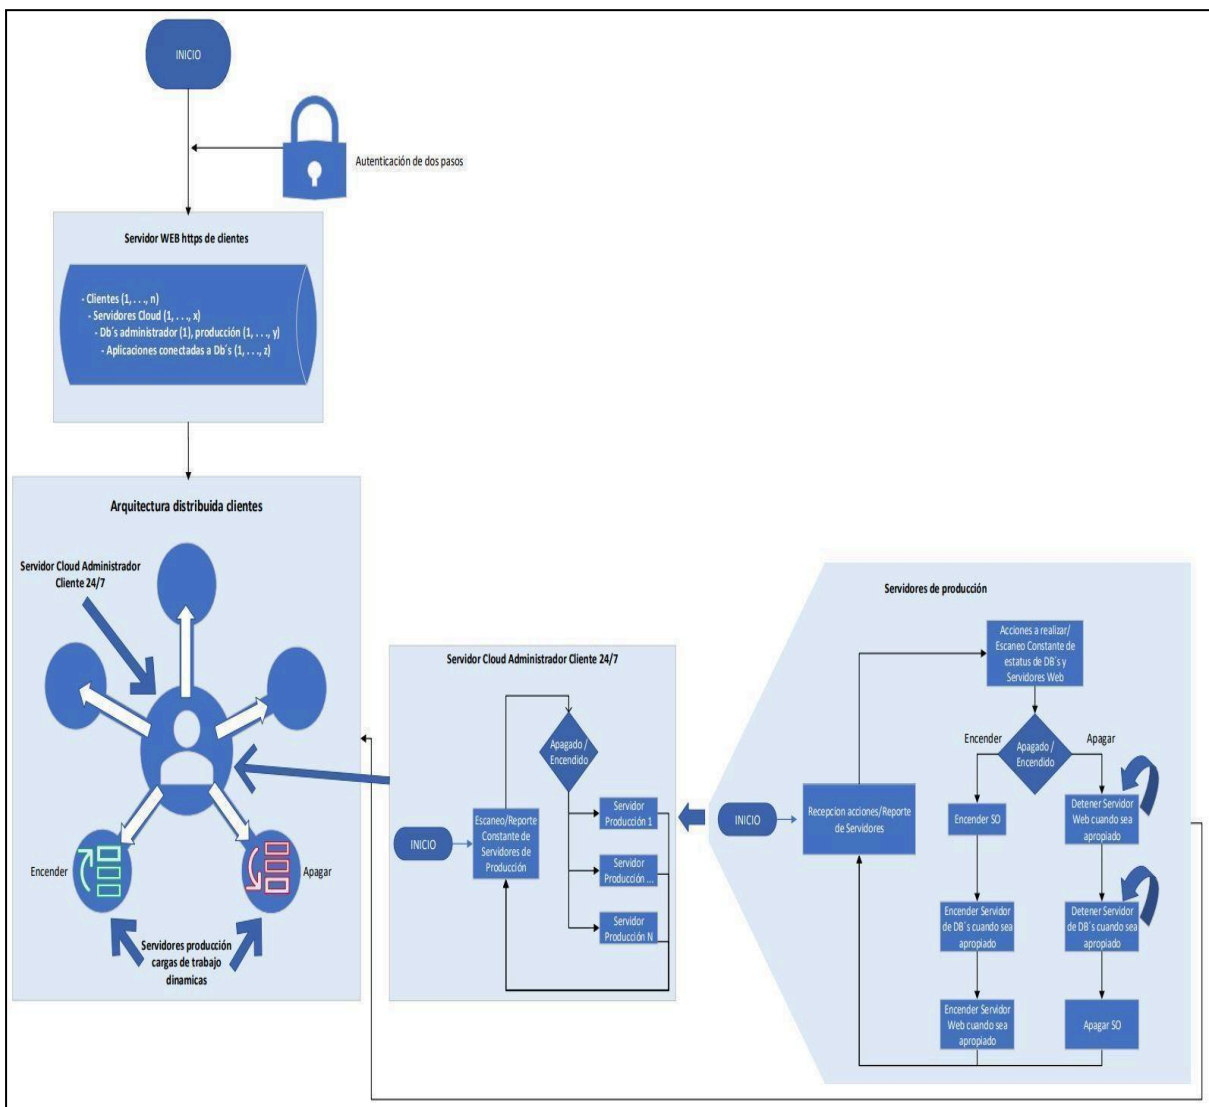 INICIO
Autenticación de dos pasos
Servidor WEB https de clientes
- Clientes (1, . . ., n)
- Servidores Cloud (1, . . ., x)
- Db´s administrador (1), producción (1, . . ., y)
- Aplicaciones conectadas a Db´s (1, . . ., z)
Arquitectura distribuida clientes
Servidor Cloud Administrador
Cliente 24/7
Encender
Apagar
Servidores producción
cargas de trabajo
dinamicas
Servidor Cloud Administrador Cliente 24/7
Apagado /
Encendido
INICIO
Escaneo/Reporte
Constante de
Servidores de
Producción
Servidor
Producción 1
Servidor
Producción ...
Servidor
Producción N
Servidores de producción
Acciones a realizar/
Escaneo Constante de
estatus de DB´s y
Servidores Web
Encender
Apagado /
Encendido
Apagar
INICIO
Recepcion acciones/Reporte
de Servidores
Encender SO
Detener Servidor
Web cuando sea
apropiado
Encender Servidor
de DB´s cuando sea
apropiado
Detener Servidor
de DB´s cuando sea
apropiado
Encender Servidor
Web cuando sea
apropiado
Apagar SO